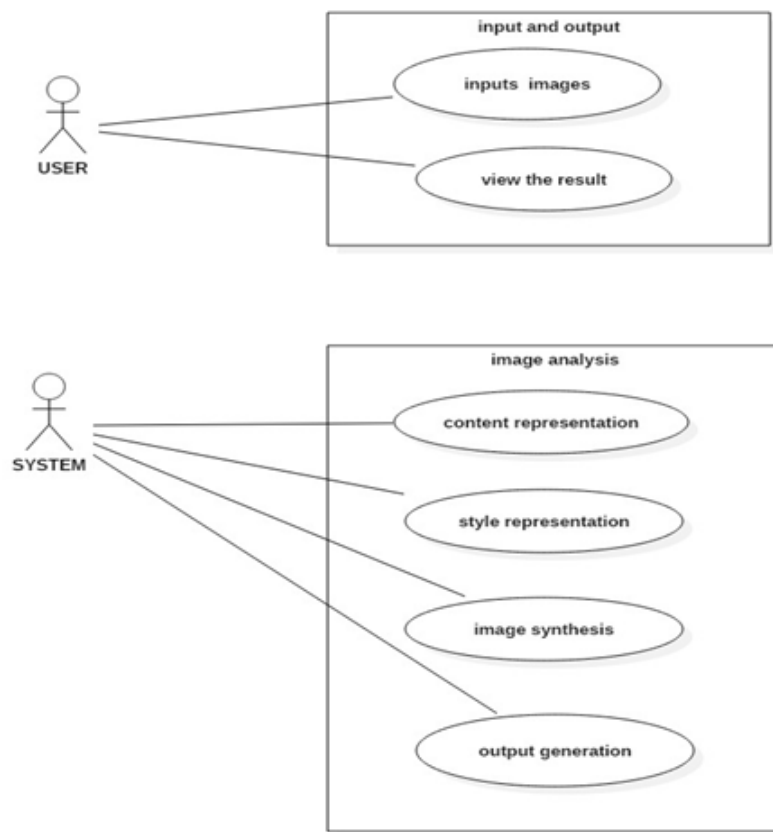 input and output
inputs images
USER
view the result
image analysis
content representation
SYSTEM
style representation
image synthesis
output generation